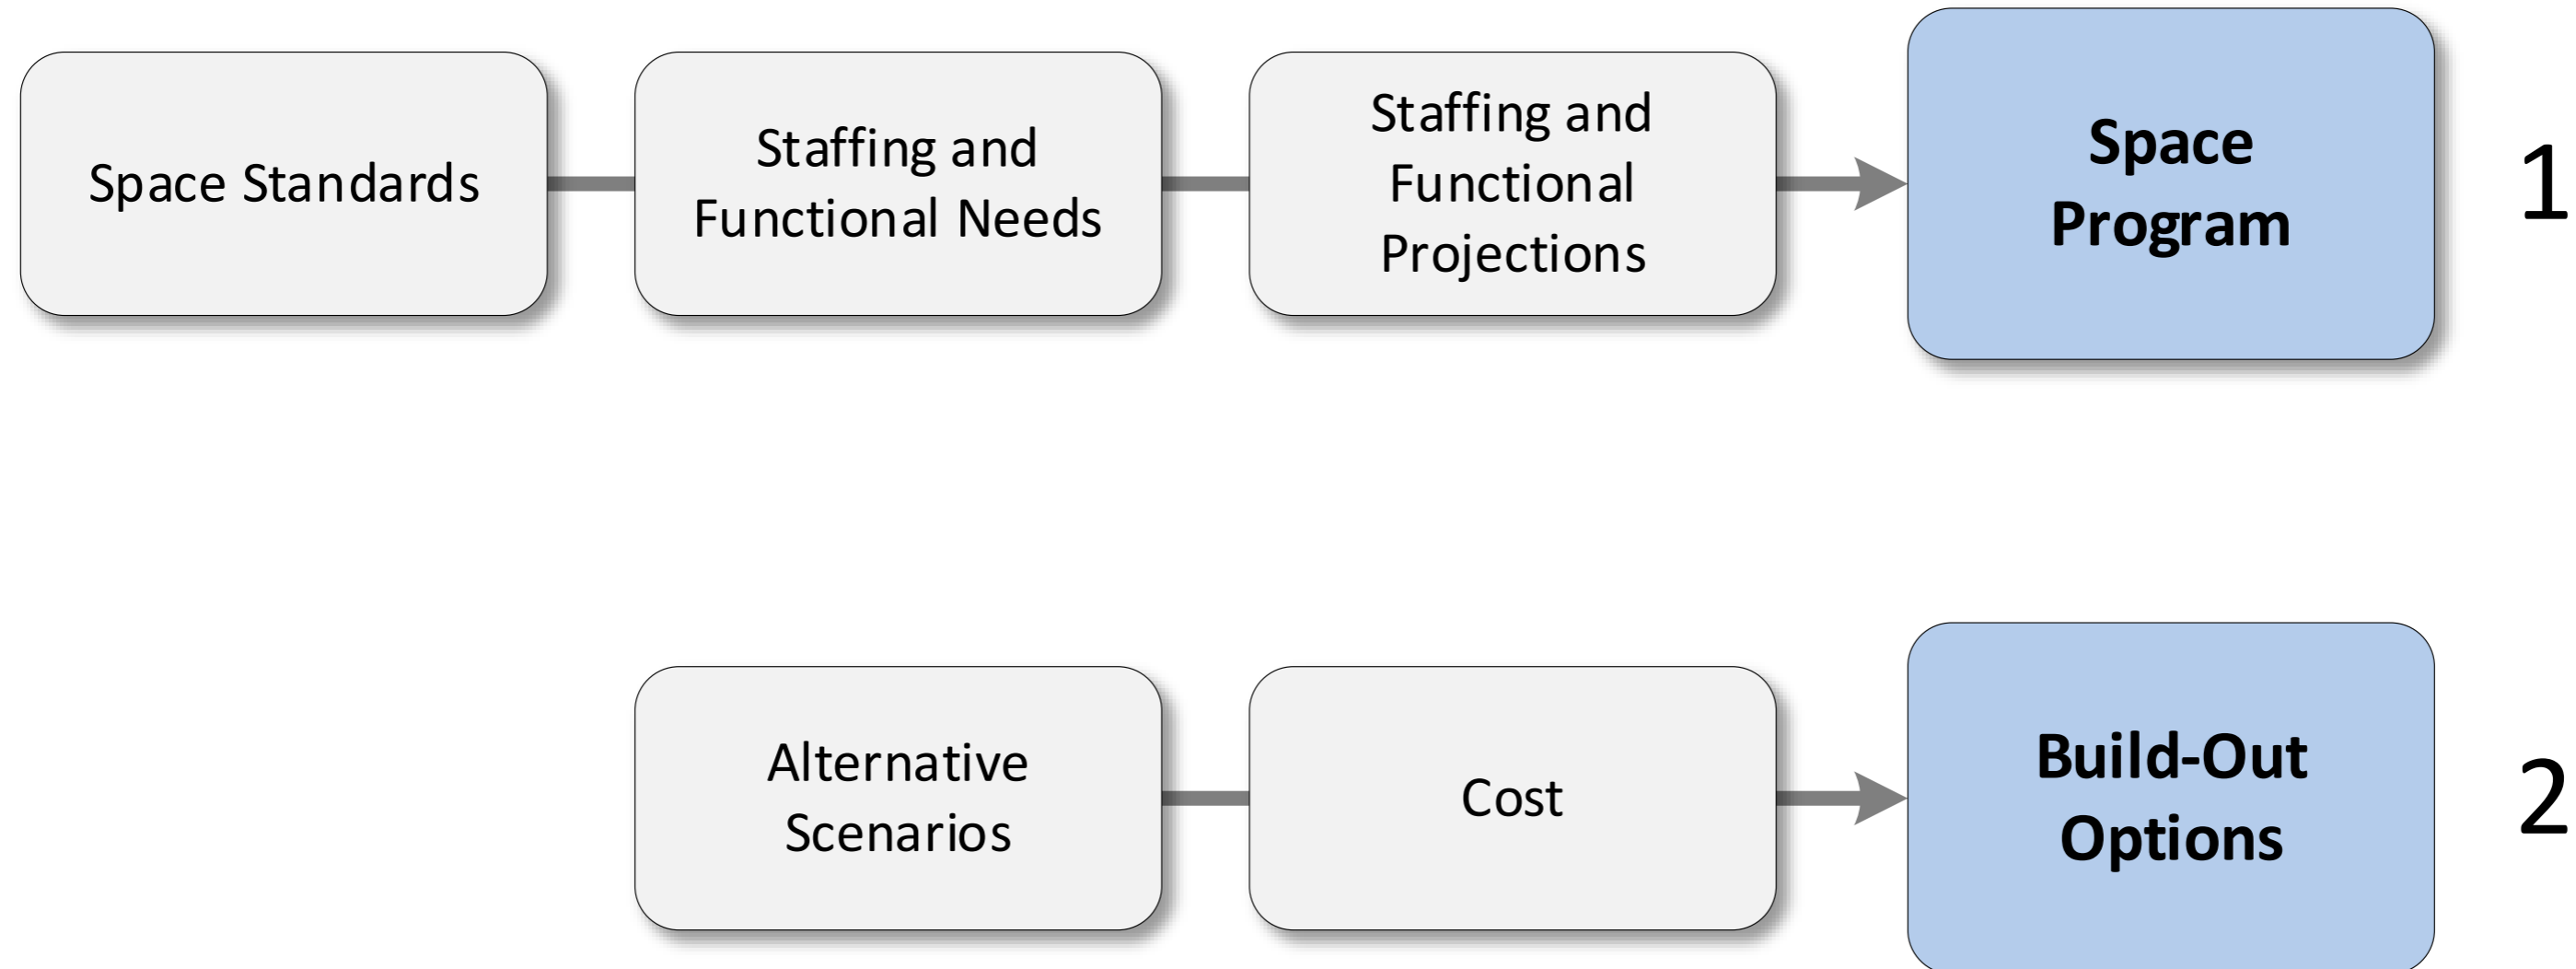 Space Standards
Staffing and
Functional Needs
Staffing and
Functional
Projections
Space
Program
1
Alternative
Scenarios
Cost
Build-Out
Options
2